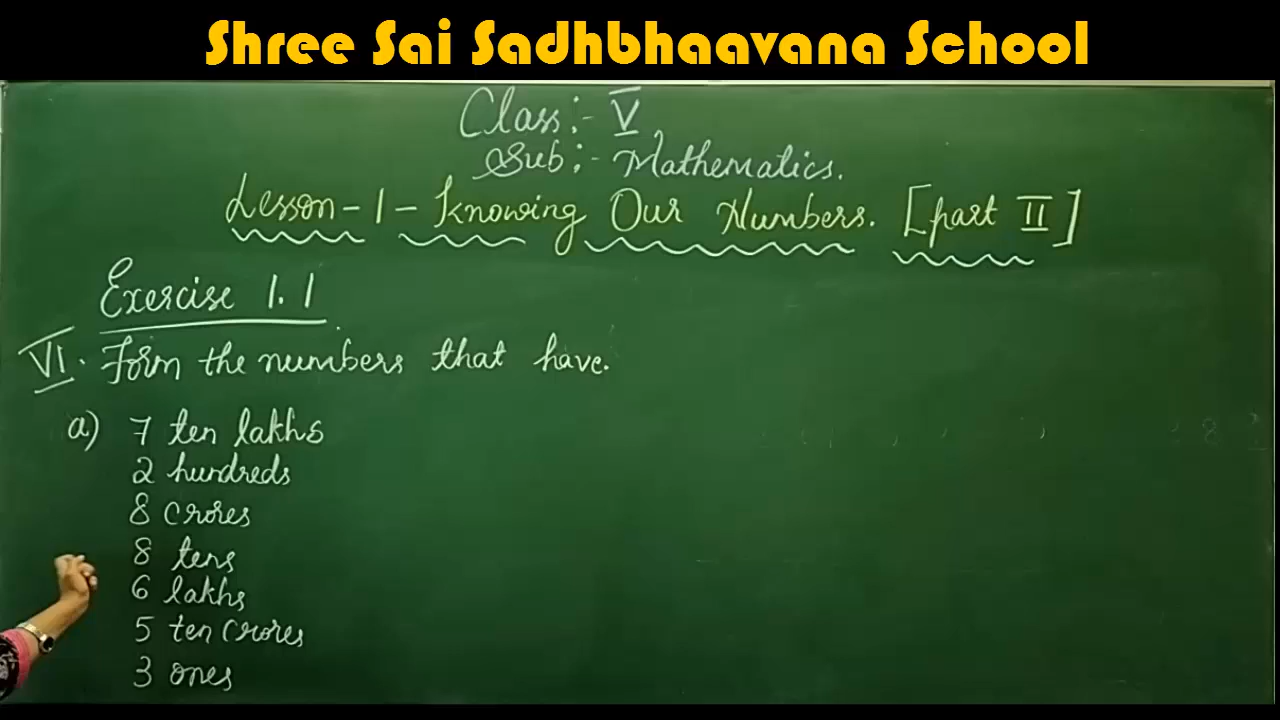 Shree Sai Sadhbhaavana School
Class:- V
Sub:- Mathematics.
Lesson-1- Knowing Our Numbers. [part II]
Exercise 1.1
VI. Form the numbers that have.
a) 7 ten lakhs
2 hundreds
8 crores
8 tens
6 lakhs
5 ten crores
3 ones